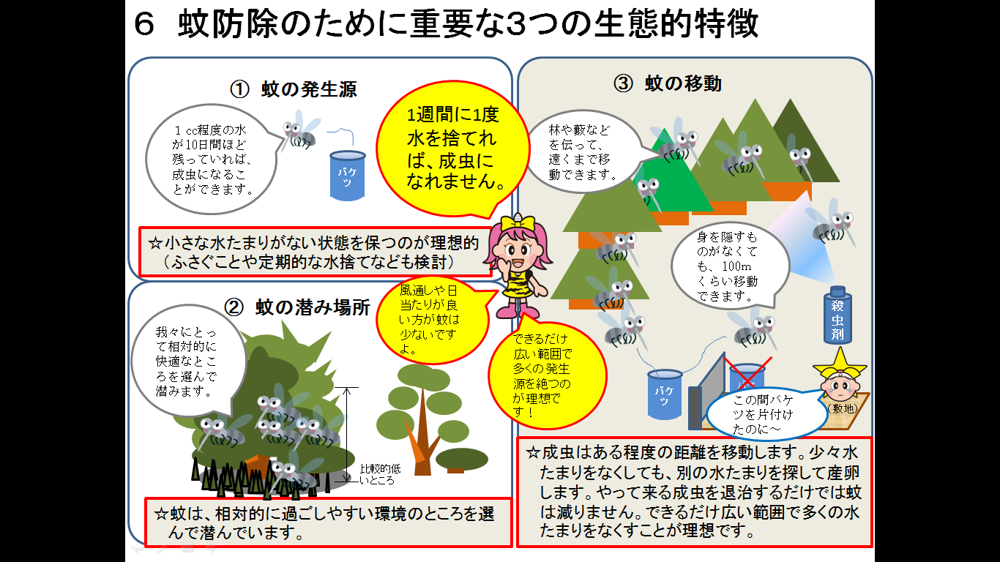 ６　蚊防除のために重要な３つの生態的特徴
①　蚊の発生源
１cc程度の水
が10日間ほど
残っていれば、
成虫になるこ
とができます。
バケ
ツ
1週間に1度
水を捨てれ
ば、成虫に
なれません。
☆小さな水たまりがない状態を保つのが理想的
（ふさぐことや定期的な水捨てなども検討）
②　蚊の潜み場所
我々にとっ
て相対的に
快適なとこ
ろを選んで
潜みます。
風通しや日
当たりが良
い方が蚊は
少ないです
よ。
比較的低
いところ
☆蚊は、相対的に過ごしやすい環境のところを選
んで潜んでいます。
③　蚊の移動
林や藪など
を伝って、
遠くまで移
動できます。
身を隠すも
のがなくて
も、100m
くらい移動
できます。
殺
虫
剤
できるだけ
広い範囲で
多くの発生
源を絶つの
が理想で
す！
バケ
ツ
バケ
この間バケ
ツを片付け
たのに～
（敷地）
☆成虫はある程度の距離を移動します。少々水
たまりをなくしても、別の水たまりを探して産卵
します。やって来る成虫を退治するだけでは蚊
は減りません。できるだけ広い範囲で多くの水
たまりをなくすことが理想です。